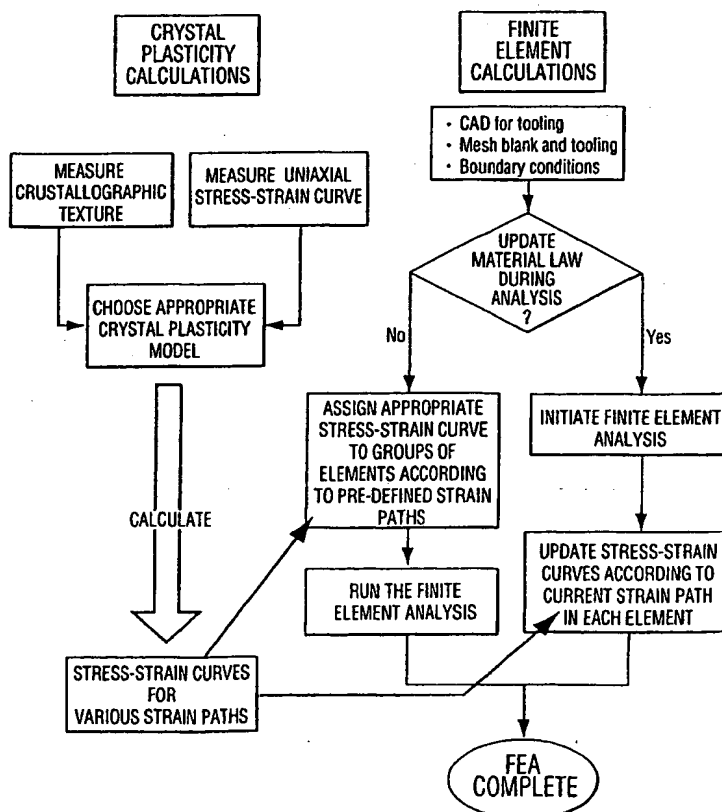 CRYSTAL
PLASTICITY
CALCULATIONS
FINITE
ELEMENT
CALCULATIONS
• CAD for tooling
• Mesh blank and tooling
• Boundary conditions
MEASURE
CRUSTALLOGRAPHIC
TEXTURE
MEASURE UNIAXIAL
STRESS-STRAIN CURVE
UPDATE
MATERIAL LAW
DURING
ANALYSIS
?
CHOOSE APPROPRIATE
CRYSTAL PLASTICITY
MODEL
No
Yes
ASSIGN APPROPRIATE
STRESS-STRAIN CURVE
TO GROUPS OF
ELEMENTS ACCORDING
TO PRE-DEFINED STRAIN
PATHS
INITIATE FINITE ELEMENT
ANALYSIS
CALCULATE
RUN THE FINITE
ELEMENT ANALYSIS
UPDATE STRESS-STRAIN
CURVES ACCORDING TO
CURRENT STRAIN PATH
IN EACH ELEMENT
STRESS-STRAIN CURVES
FOR
VARIOUS STRAIN PATHS
FEA
COMPLETE